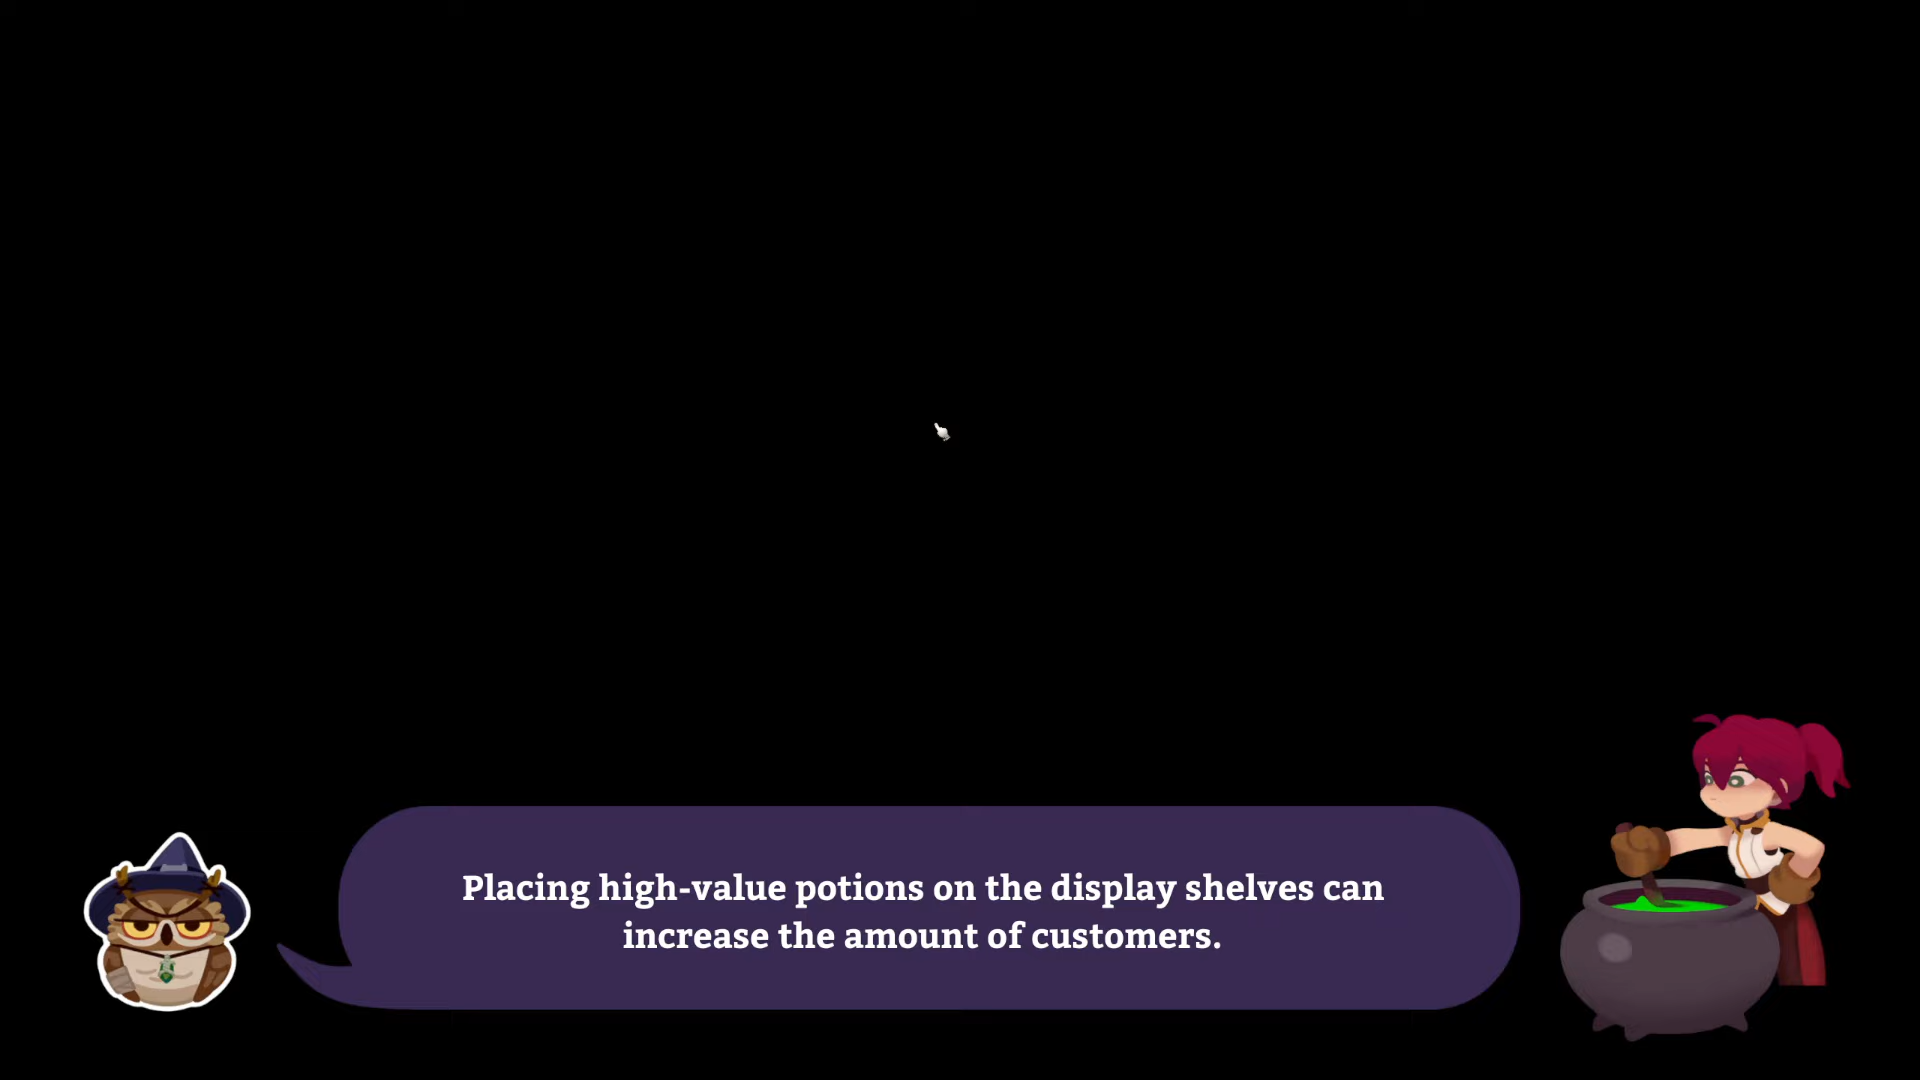 Placing high-value potions on the display shelves can
increase the amount of customers.